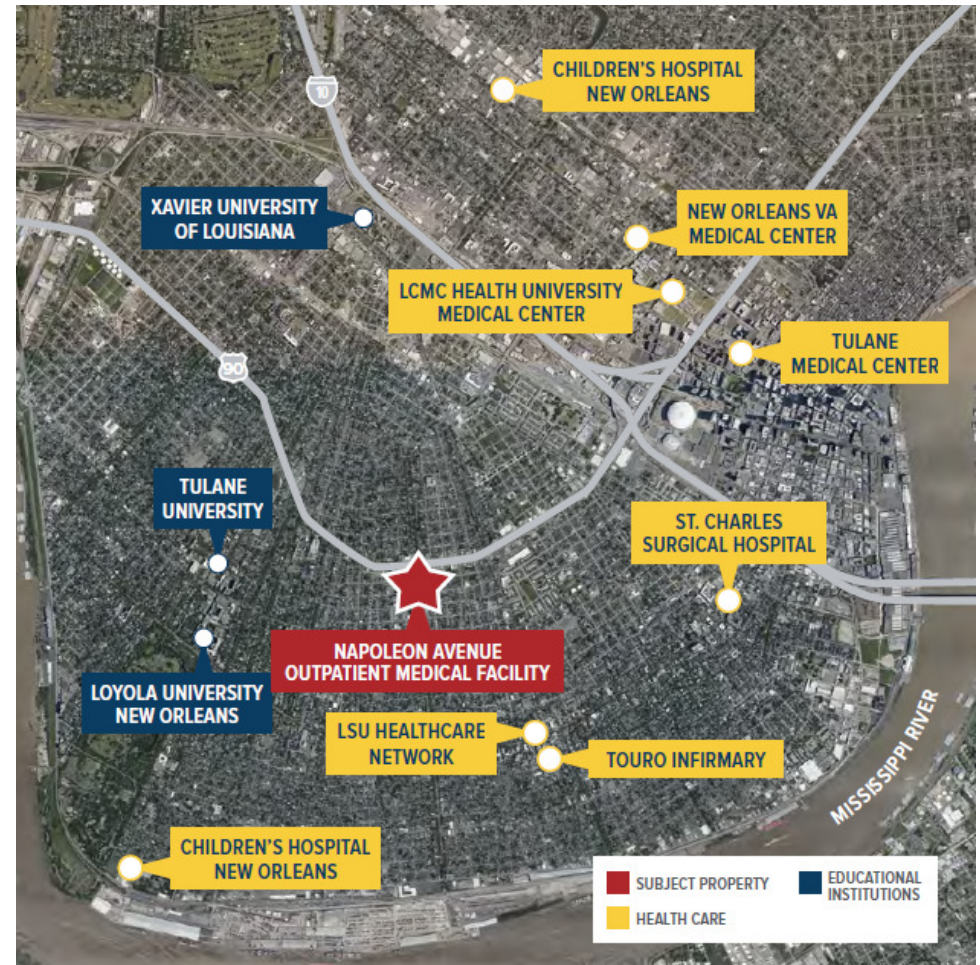 CHILDREN'S HOSPITAL
NEW ORLEANS
10
XAVIER UNIVERSITY
OF LOUISIANA
NEW ORLEANS VA
MEDICAL CENTER
LCMC HEALTH UNIVERSITY
MEDICAL CENTER
TULANE
MEDICAL CENTER
90
TULANE
UNIVERSITY
ST. CHARLES
SURGICAL HOSPITAL
NAPOLEON AVENUE
OUTPATIENT MEDICAL FACILITY
LOYOLA UNIVERSITY
NEW ORLEANS
LSU HEALTHCARE
NETWORK
TOURO INFIRMARY
MISSISSIPPI RIVER
CHILDREN'S HOSPITAL
NEW ORLEANS
SUBJECT PROPERTY
HEALTH CARE
EDUCATIONAL
INSTITUTIONS